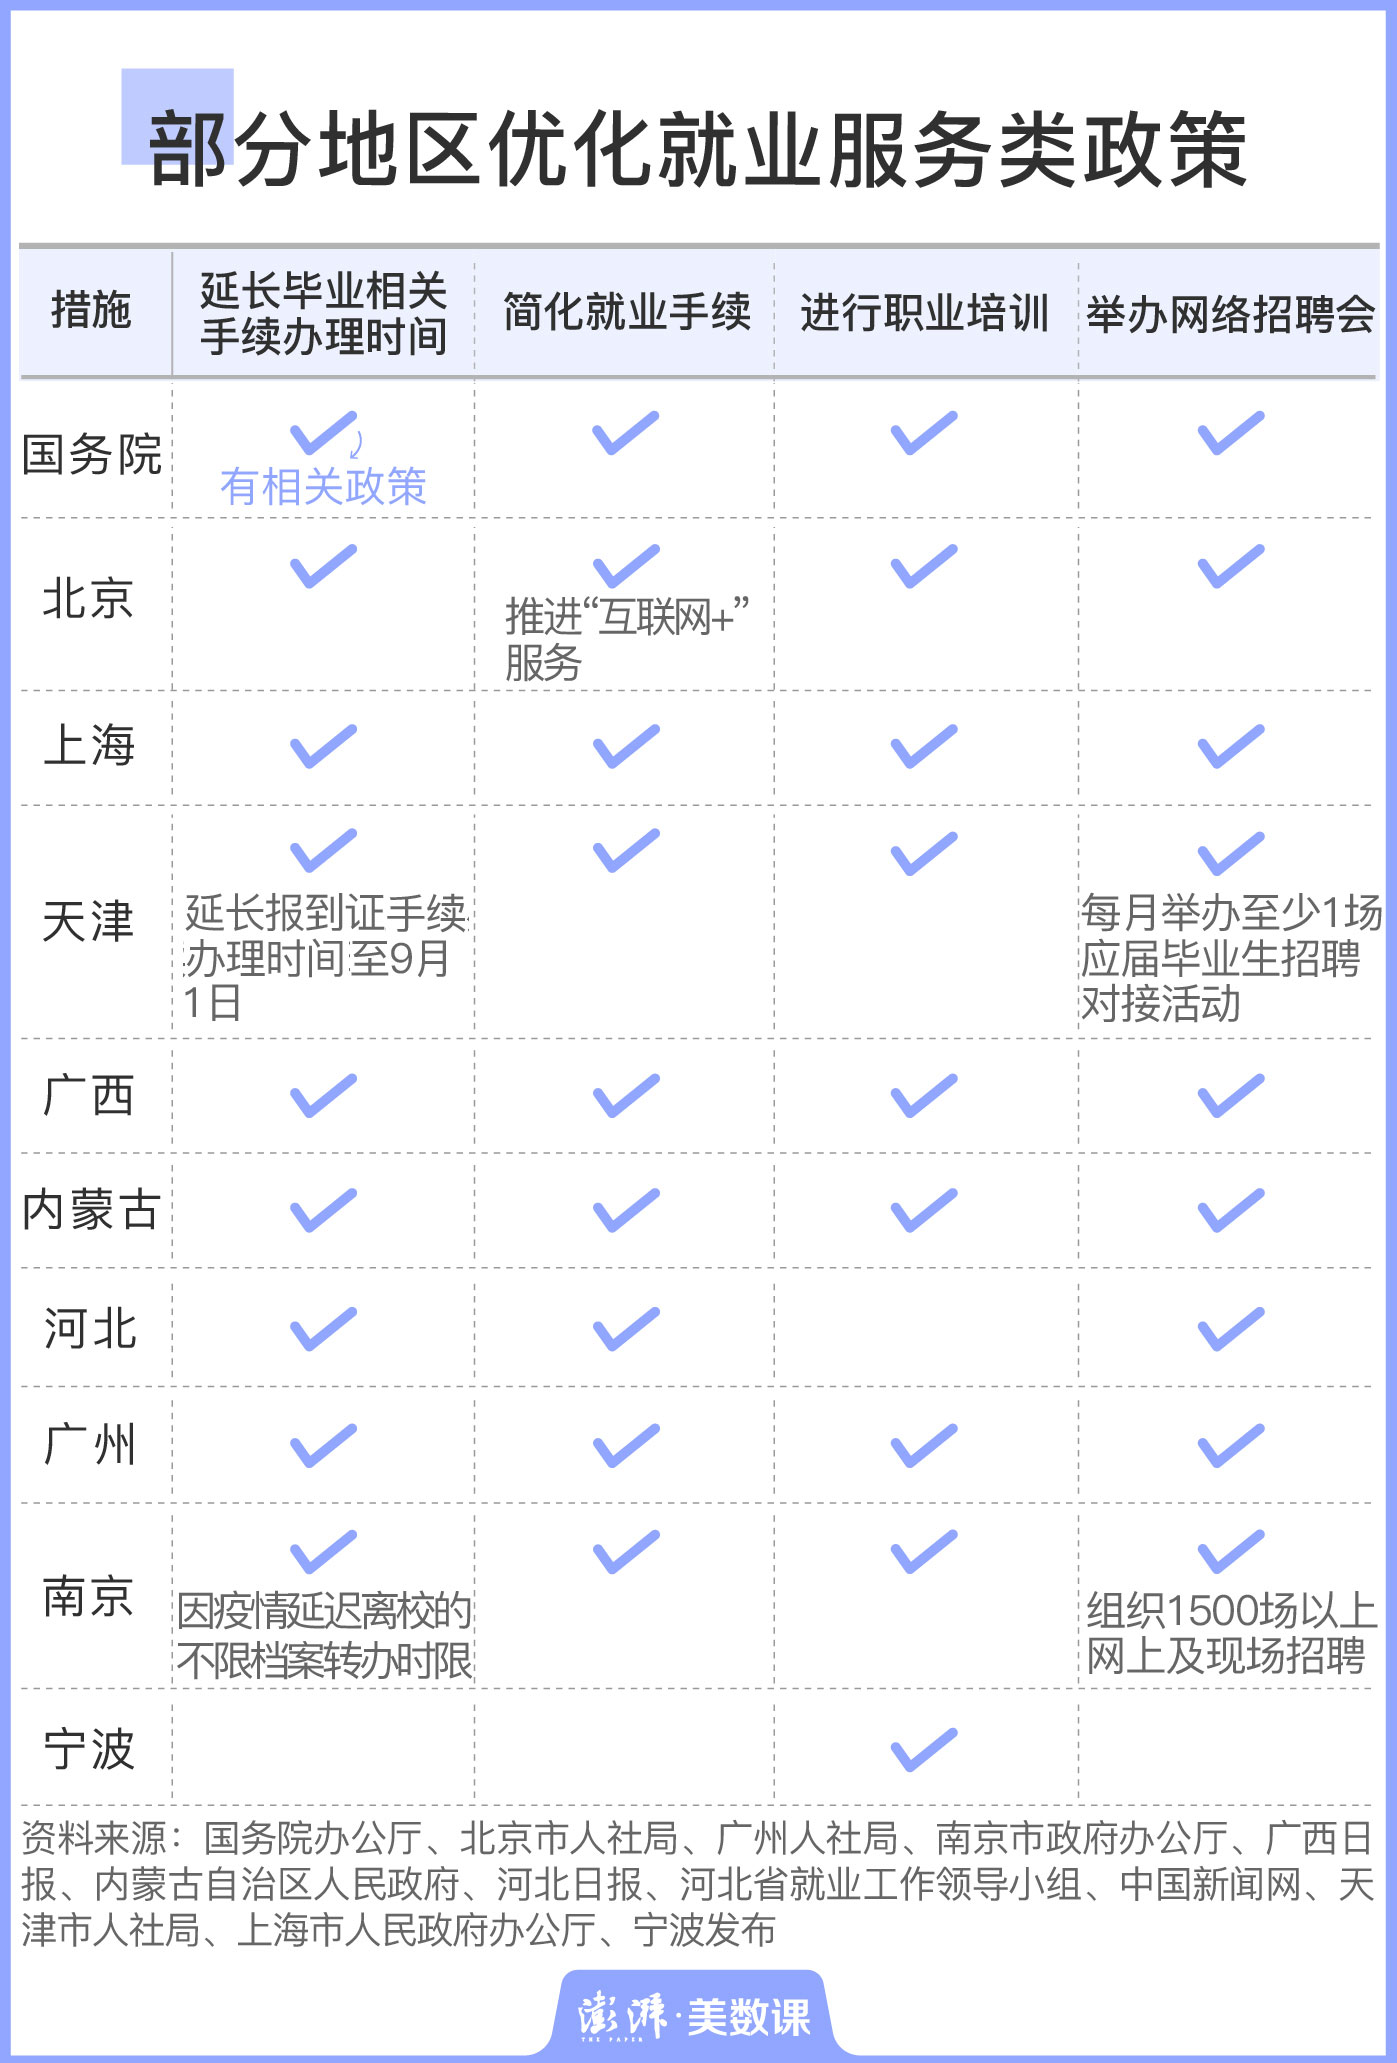 部分地区优化就业服务类政策
措施
延长毕业相关
手续办理时间
简化就业手续
进行职业培训
举办网络招聘会
国务院
有相关政策
北京
推进“互联网+”
服务
上海
天津
延长报到证手续
办理时间至9月
1日
每月举办至少1场
应届毕业生招聘
对接活动
广西
内蒙古
河北
广州
南京
因疫情延迟离校的
不限档案转办时限
组织1500场以上
网上及现场招聘
宁波
资料来源：国务院办公厅、北京市人社局、广州人社局、南京市政府办公厅、广西日
报、内蒙古自治区人民政府、河北日报、河北省就业工作领导小组、中国新闻网、天
津市人社局、上海市人民政府办公厅、宁波发布
澎湃·美数课
THE PAPER